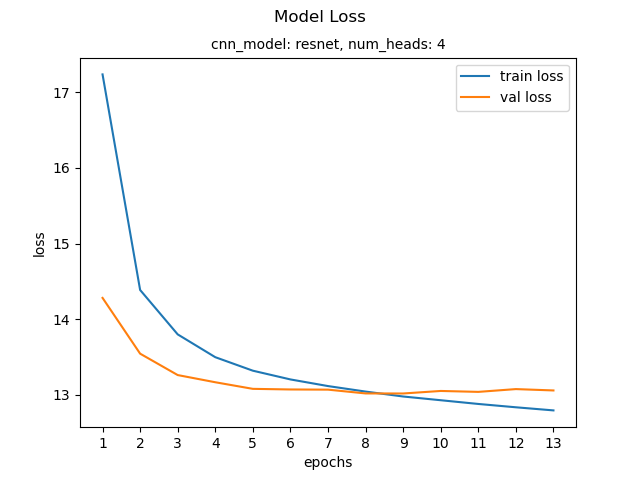 Model Loss
cnn_model: resnet, num_heads: 4
train loss
val loss
17
16
15
14
13
loss
1 2 3 4 5 6 7 8 9 10 11 12 13
epochs